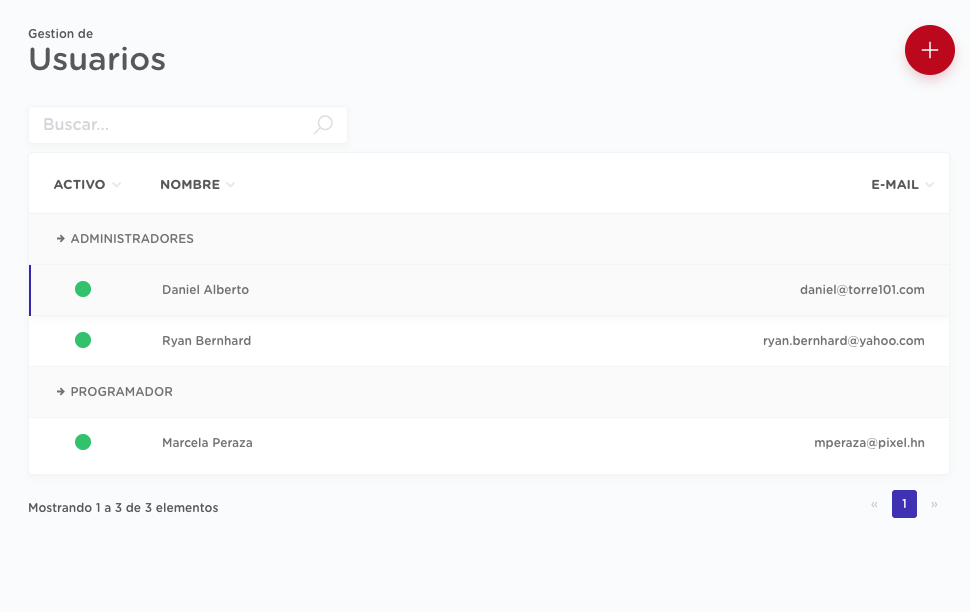 Gestion de
Usuarios
Buscar...
ACTIVO NOMBRE E-MAIL
ADMINISTRADORES
Daniel Alberto daniel@torre101.com
Ryan Bernhard ryan.bernhard@yahoo.com
PROGRAMADOR
Marcela Peraza mperaza@pixel.hn
Mostrando 1 a 3 de 3 elementos « 1 »